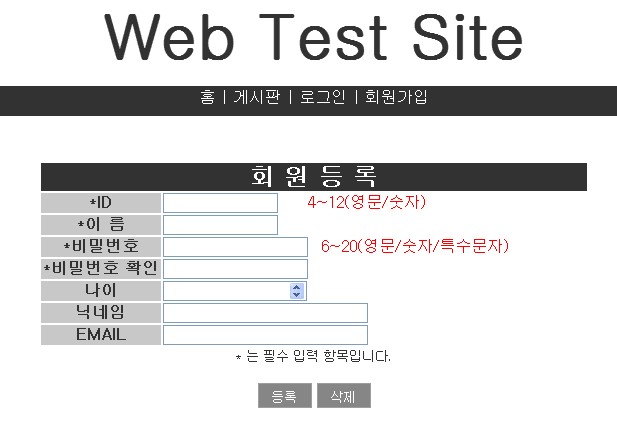 Web Test Site
홈 | 게시판 | 로그인 | 회원가입
회 원 등 록
*ID 4~12(영문/숫자)
*이 름
*비밀번호 6~20(영문/숫자/특수문자)
*비밀번호 확인
나이
닉네임
EMAIL
* 는 필수 입력 항목입니다.
등록 삭제